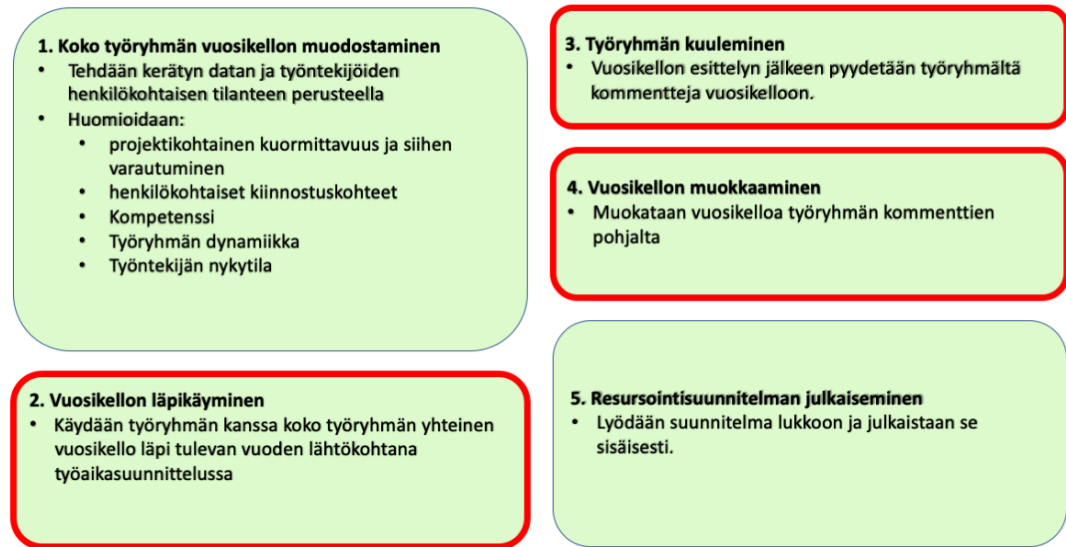 1. Koko työryhmän vuosikellon muodostaminen
• Tehdään kerätyn datan ja työntekijöiden
henkilökohtaisen tilanteen perusteella
• Huomioidaan:
• projektikohtainen kuormittavuus ja siihen
varautuminen
• henkilökohtaiset kiinnostuskohteet
• Kompetenssi
• Työryhmän dynamiikka
• Työntekijän nykytila
2. Vuosikellon läpikäyminen
• Käydään työryhmän kanssa koko työryhmän yhteinen
vuosikello läpi tulevan vuoden lähtökohtana
työaikasuunnittelussa
3. Työryhmän kuuleminen
• Vuosikellon esittelyn jälkeen pyydetään työryhmältä
kommentteja vuosikelloon.
4. Vuosikellon muokkaaminen
• Muokataan vuosikelloa työryhmän kommenttien
pohjalta
5. Resursointisuunnitelman julkaiseminen
• Lyödään suunnitelma lukkoon ja julkaistaan se
sisäisesti.